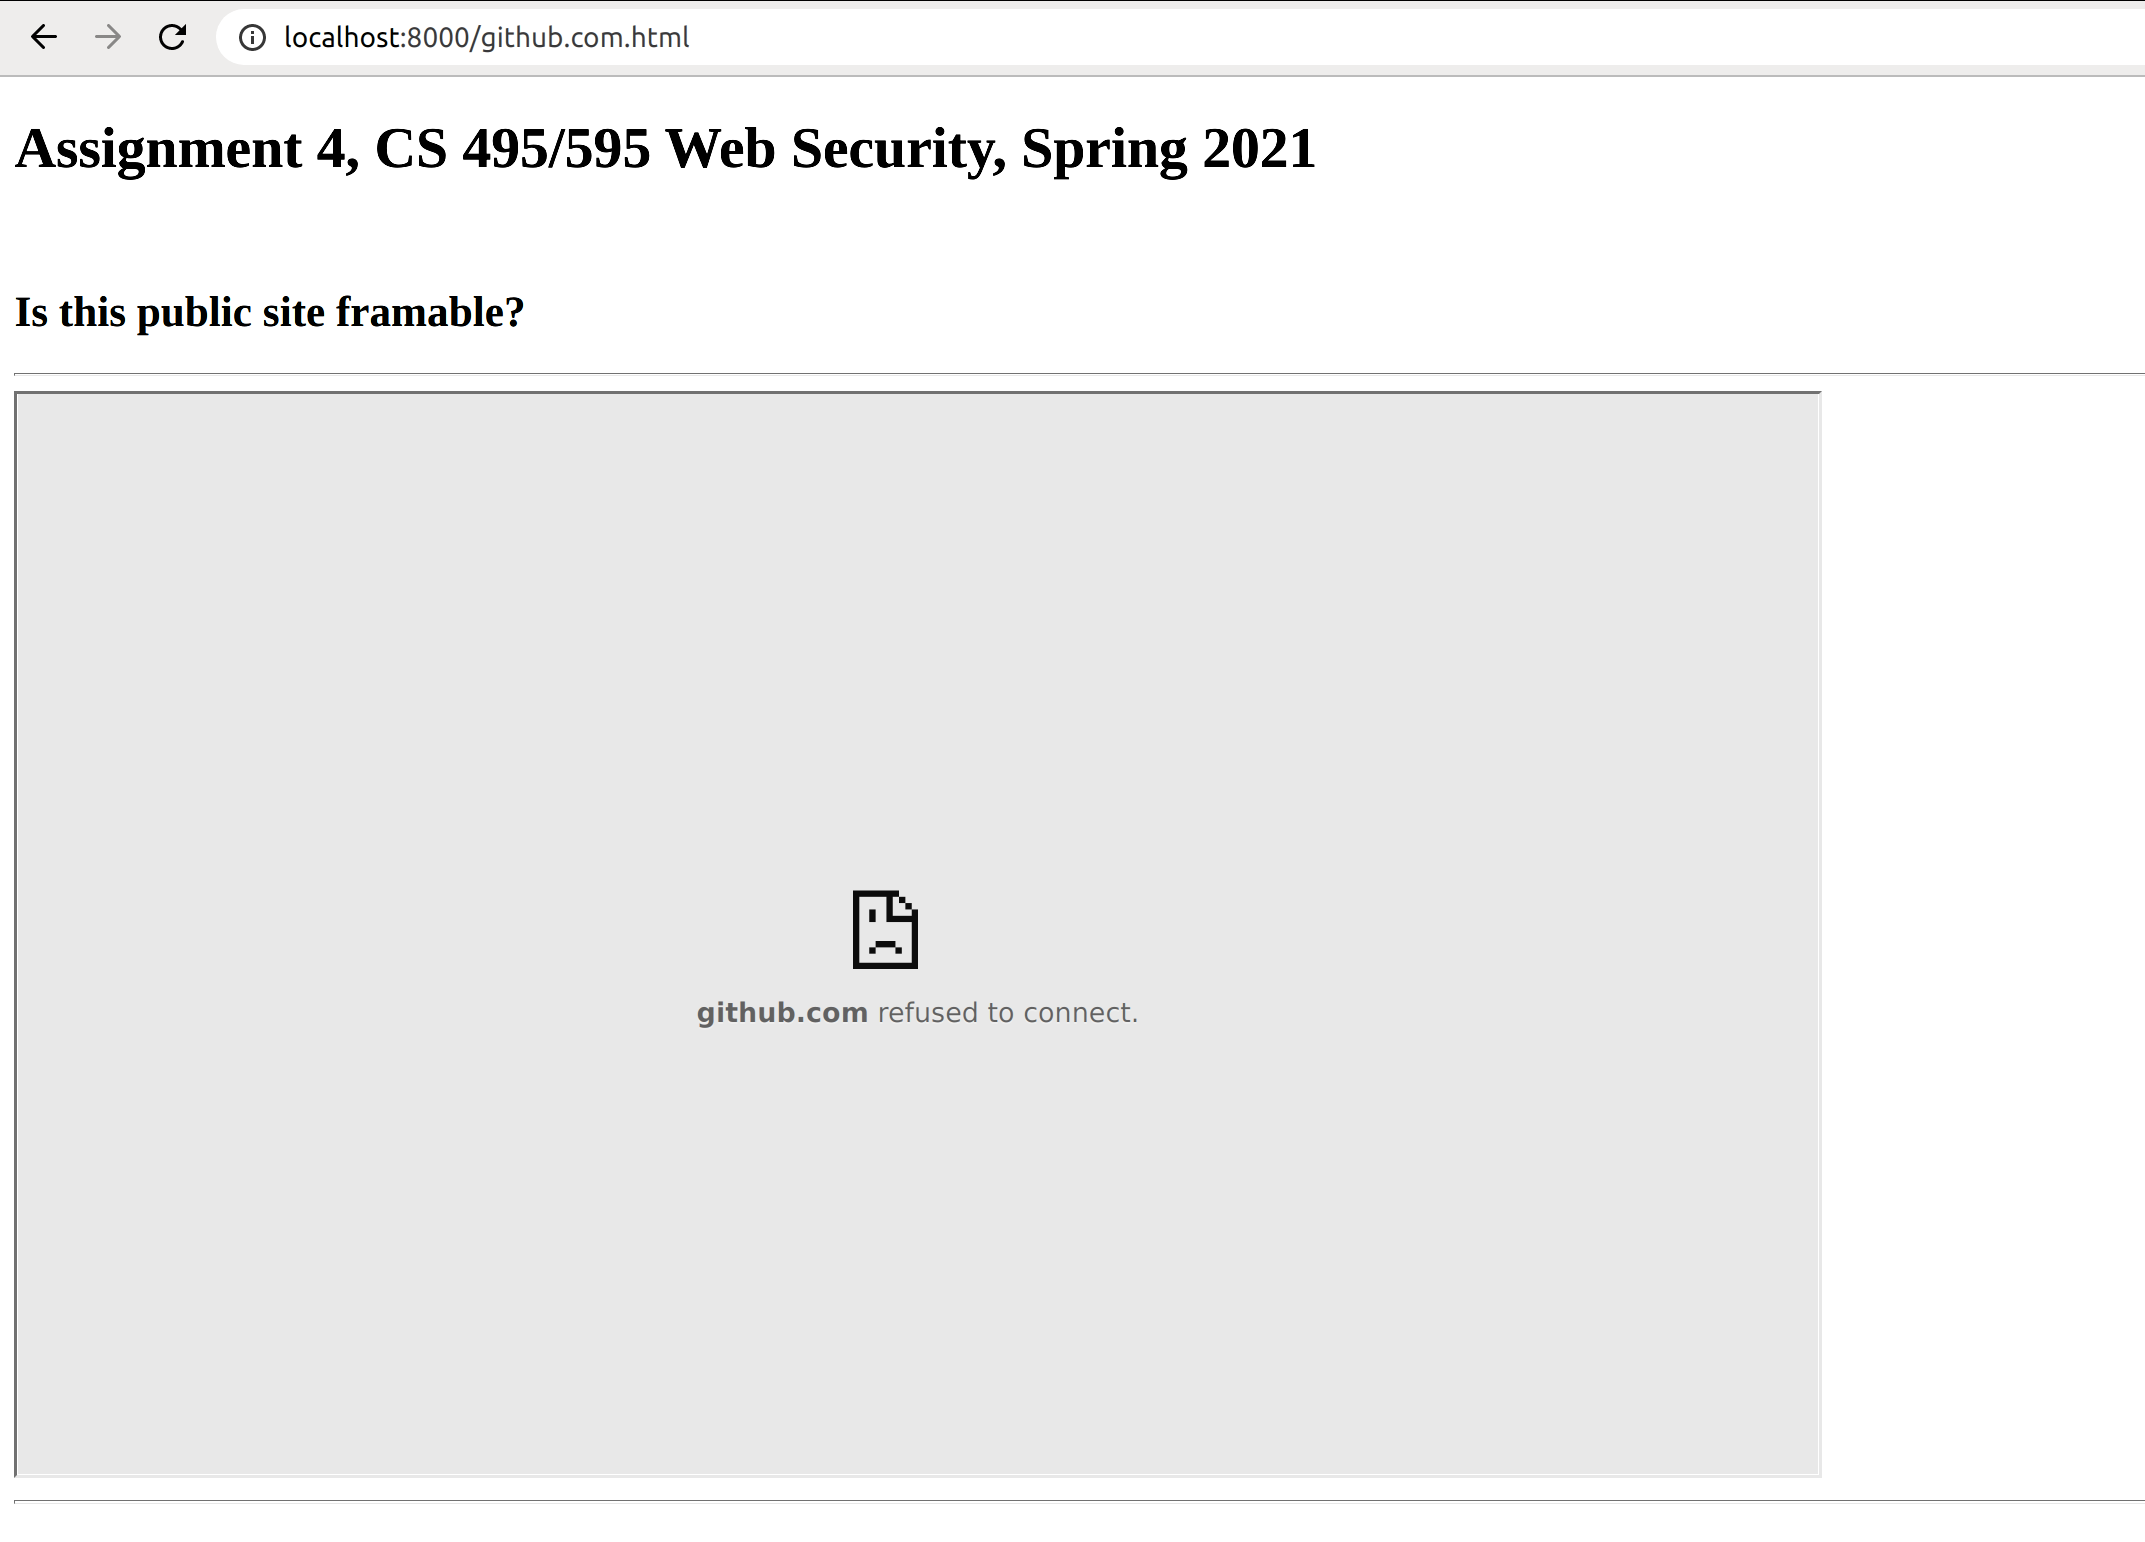 localhost:8000/github.com.html
Assignment 4, CS 495/595 Web Security, Spring 2021
Is this public site framable?
github.com refused to connect.